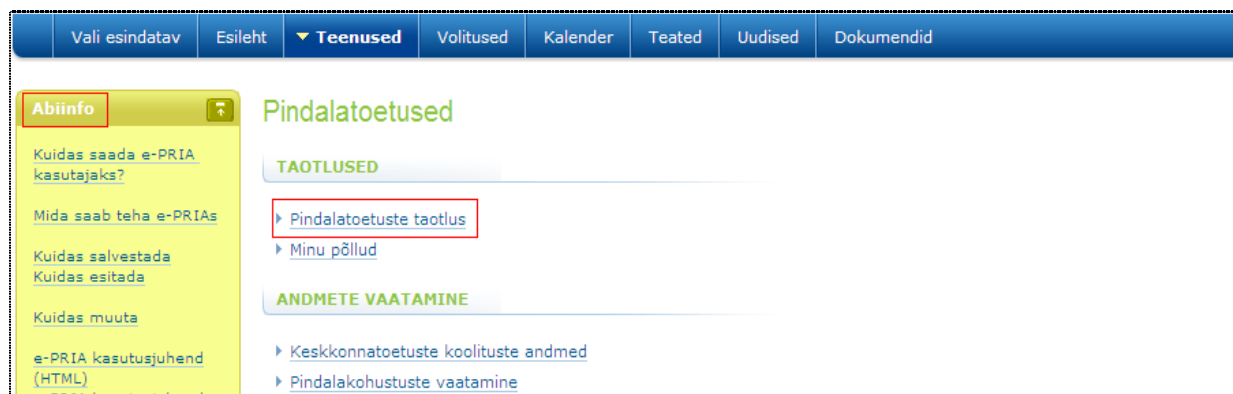 Vali esindatav Esileht Teenused Volitused Kalender Teated Uudised Dokumendid
Abiinfo
Kuidas saada e-PRIA
kasutajaks?
Mida saab teha e-PRIAs
Kuidas salvestada
Kuidas esitada
Kuidas muuta
e-PRIA kasutusjuhend
(HTML)
Pindalatoetused
TAOTLUSED
Pindalatoetuste taotlus
Minu põllud
ANDMETE VAATAMINE
Keskkonnatoetuste koolituste andmed
Pindalakohustuste vaatamine